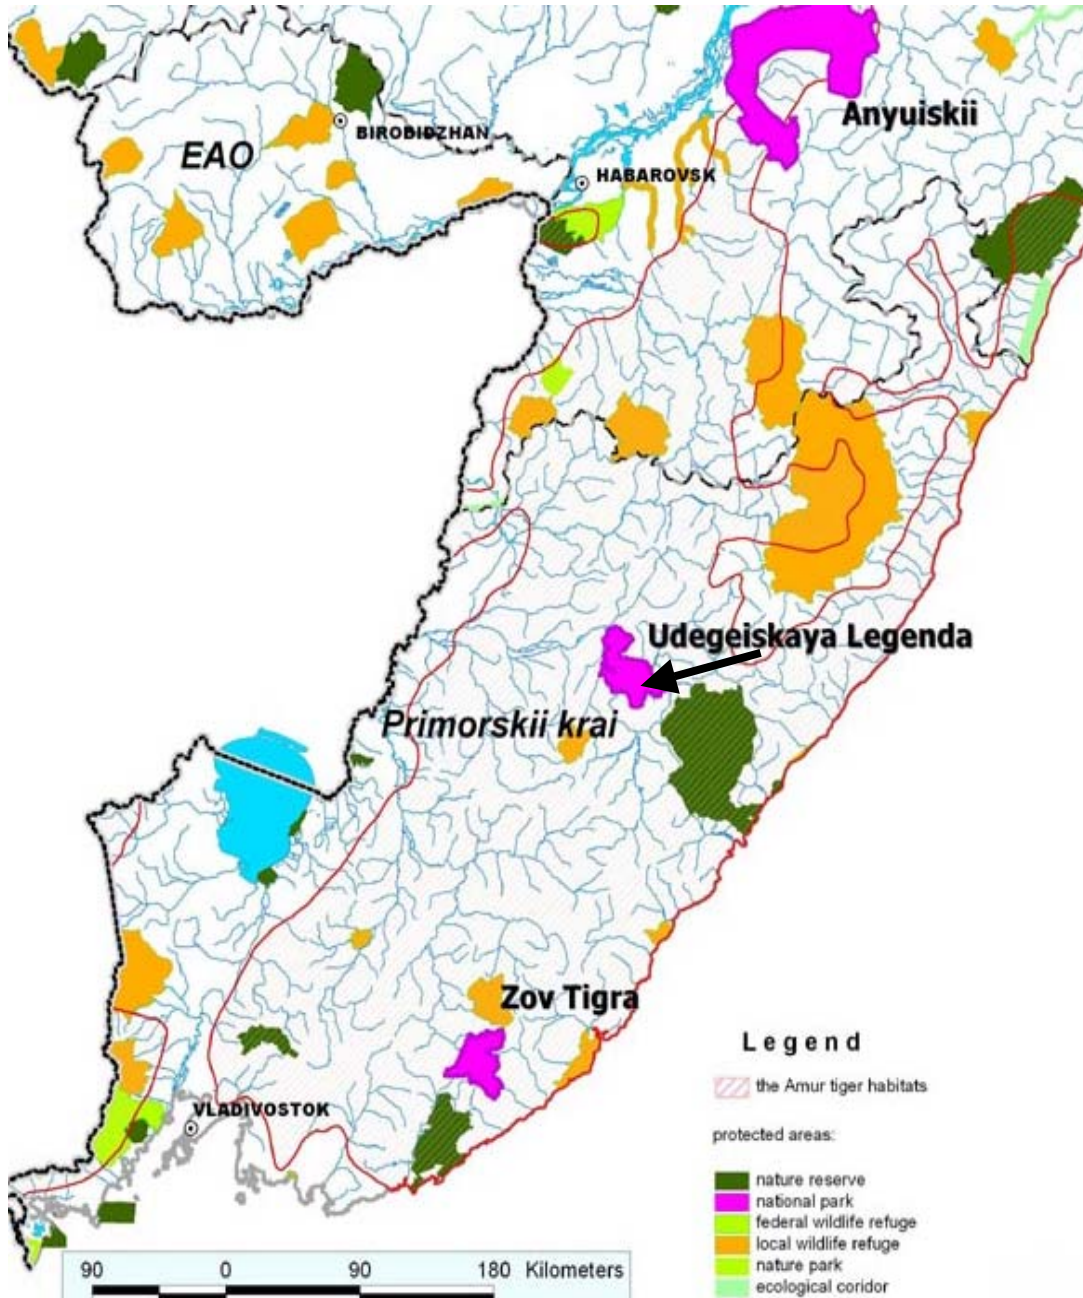 Anyuiskii
BIROBIDZHAN
EAO
HABAROVSK
Udegeiskaya Legenda
Primorskii krai
Zov Tigra
VLADIVOSTOK
Legend
the Amur tiger habitats
protected areas:
nature reserve
national park
federal wildlife refuge
local wildlife refuge
nature park
ecological coridor
90 0 90 180 Kilometers